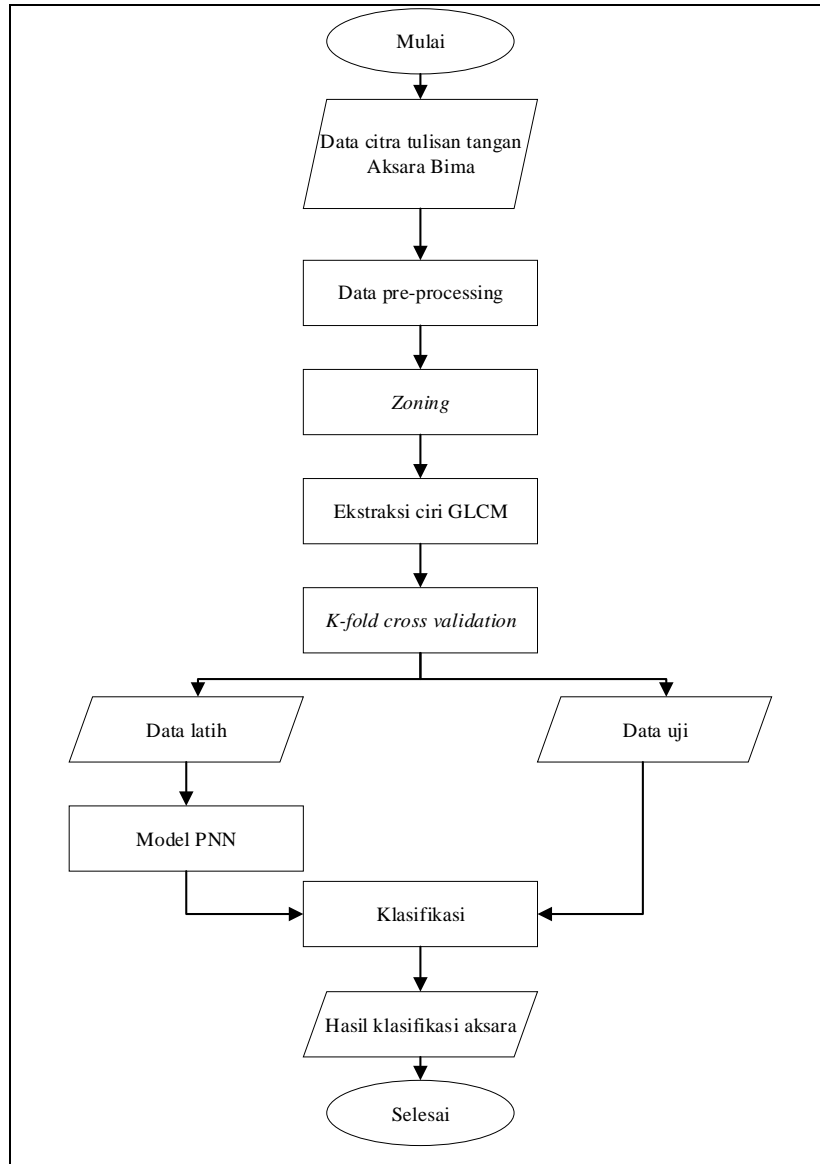 Mulai
Data citra tulisan tangan
Aksara Bima
Data pre-processing
Zoning
Ekstraksi ciri GLCM
K-fold cross validation
Data latih
Data uji
Model PNN
Klasifikasi
Hasil klasifikasi aksara
Selesai